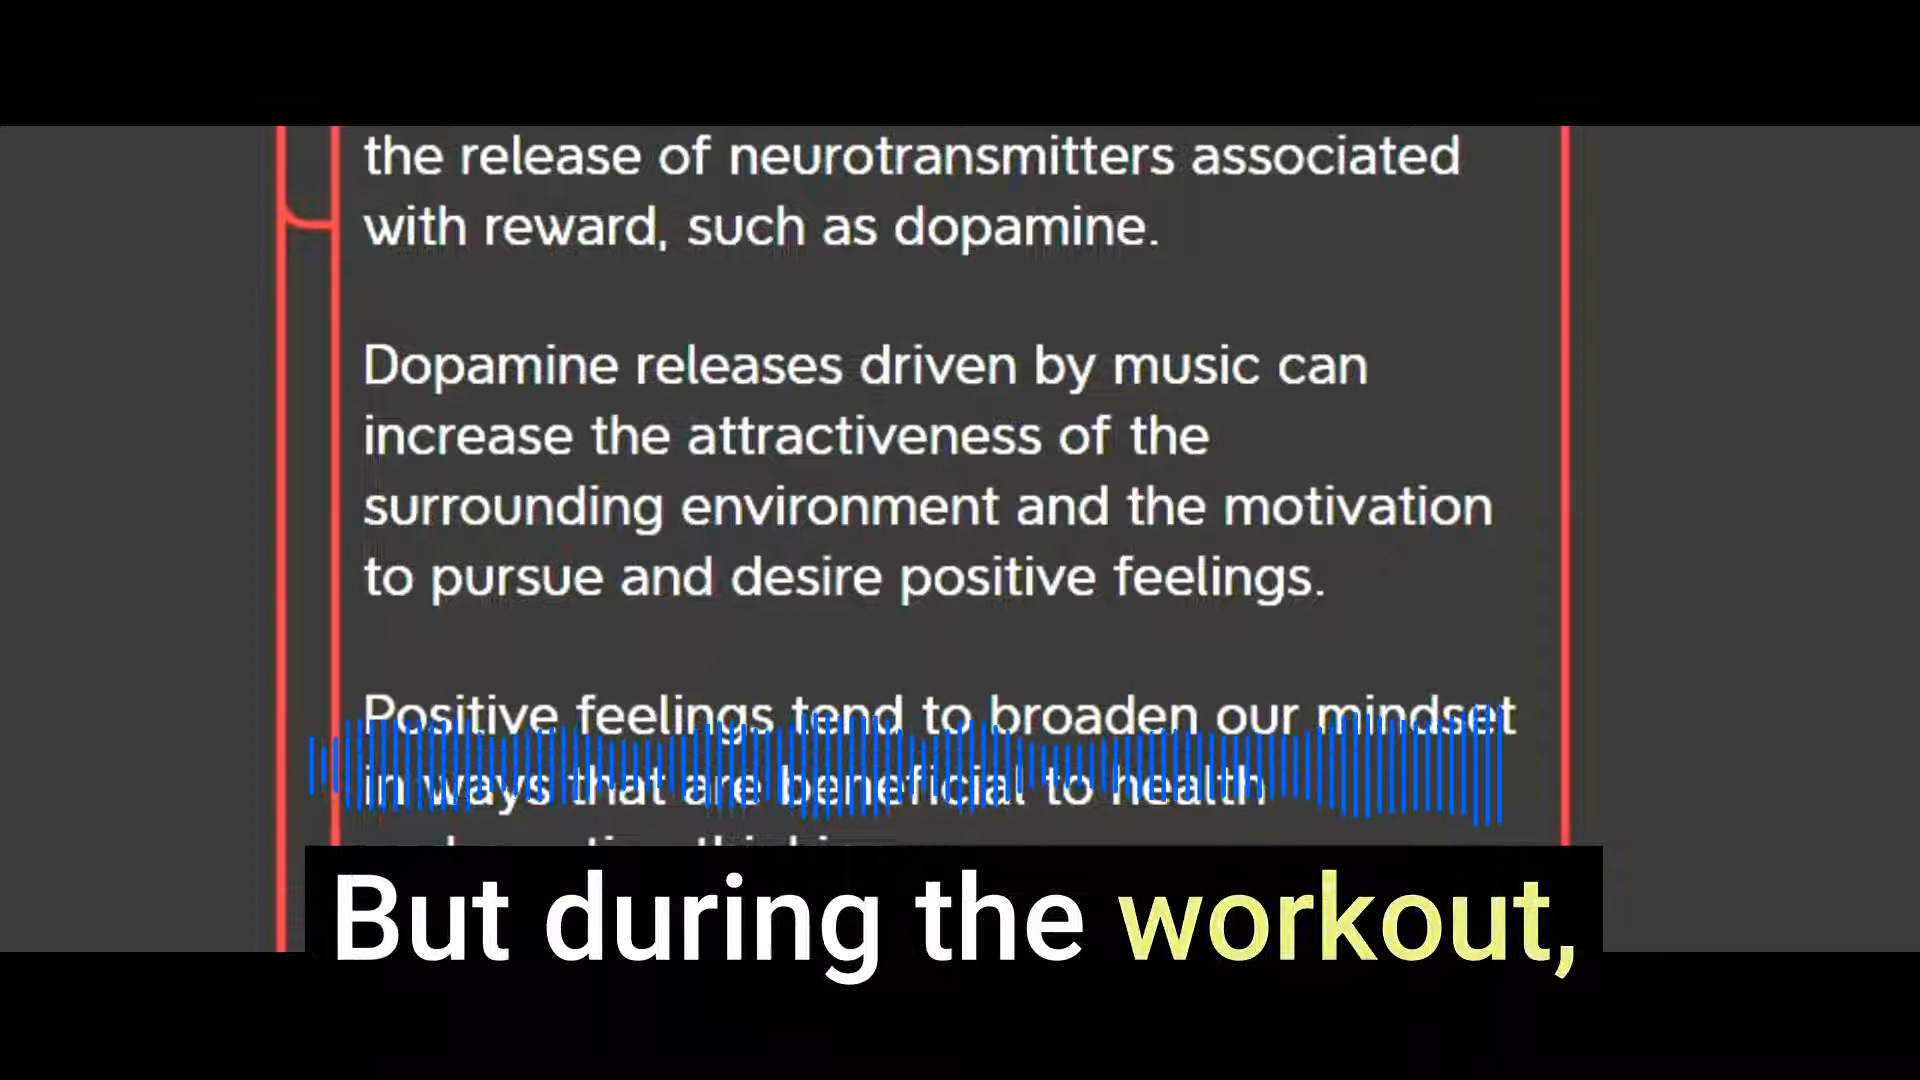 the release of neurotransmitters associated
with reward, such as dopamine.
Dopamine releases driven by music can
increase the attractiveness of the
surrounding environment and the motivation
to pursue and desire positive feelings.
Positive feelings tend to broaden our mindset
in ways that are beneficial to health
But during the workout,